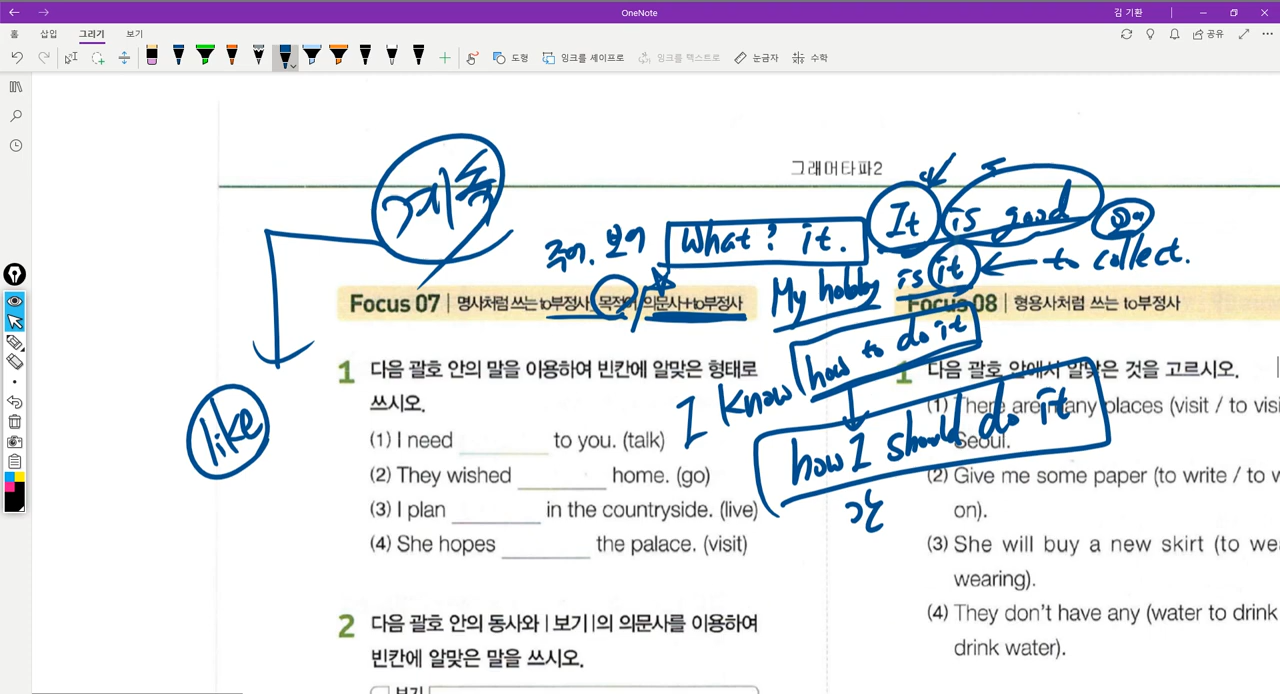 OneNote
김 기환
홈 삽입 그리기 보기
공유
도형 잉크를 셰이프로 잉크를 텍스트로 눈금자 수학
그래머타파2
계속
주어, 보어
What? it.
It is good
My hobby is it ← to collect.
Focus 07 | 명사처럼 쓰는 to부정사_목적어 의문사+to부정사
1 다음 괄호 안의 말을 이용하여 빈칸에 알맞은 형태로
쓰시오.
(1) I need to you. (talk)
(2) They wished home. (go)
(3) I plan in the countryside. (live)
(4) She hopes the palace. (visit)
2 다음 괄호 안의 동사와 | 보기 |의 의문사를 이용하여
빈칸에 알맞은 말을 쓰시오.
보기
like
I know how to do it
how I should do it
Focus 08 | 형용사처럼 쓰는 to부정사
1 다음 괄호 안에서 알맞은 것을 고르시오.
(1) There are many places (visit / to visi
Seoul.
(2) Give me some paper (to write / to w
on).
(3) She will buy a new skirt (to we
wearing).
(4) They don't have any (water to drink
drink water).